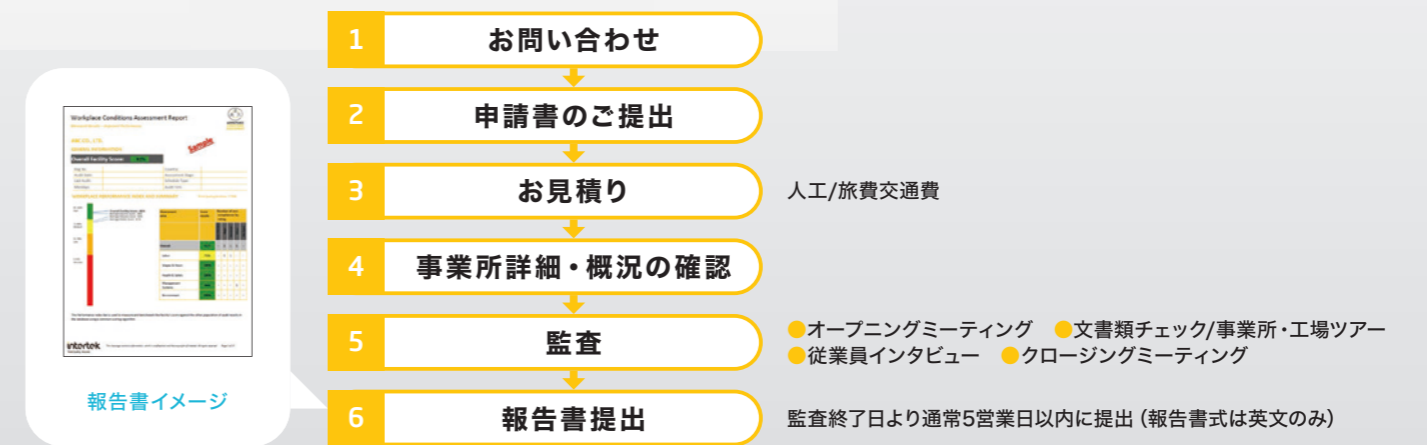 1 お問い合わせ
2 申請書のご提出
3 お見積り 人工/旅費交通費
4 事業所詳細・概況の確認
5 監査
●オープニングミーティング ●文書類チェック/事業所・工場ツアー
●従業員インタビュー ●クロージングミーティング
6 報告書提出 監査終了日より通常5営業日以内に提出（報告書式は英文のみ）
Workplace Conditions Assessment Report
Sample
Overall Facility Score:
intertek
報告書イメージ